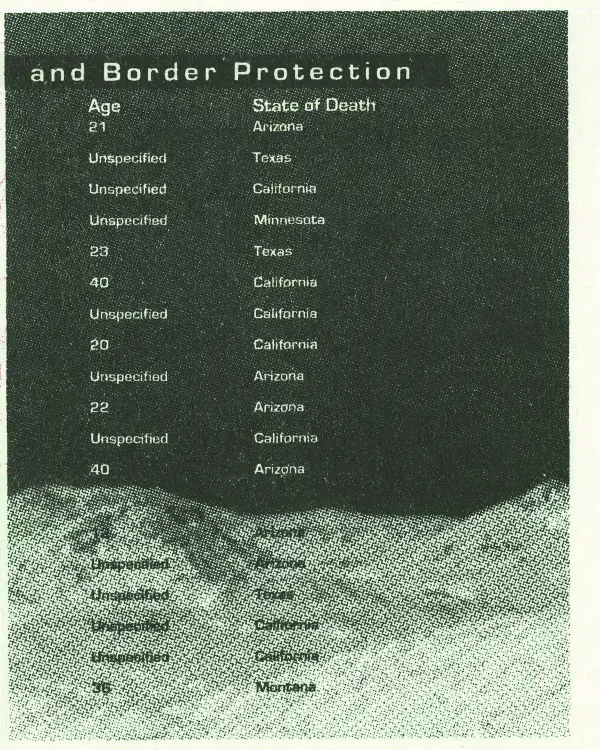 and Border Protection
Age State of Death
21 Arizona
Unspecified Texas
Unspecified California
Unspecified Minnesota
23 Texas
40 California
Unspecified California
20 California
Unspecified Arizona
22 Arizona
Unspecified California
40 Arizona
14 Arizona
Unspecified Arizona
Unspecified Texas
Unspecified California
Unspecified California
36 Montana